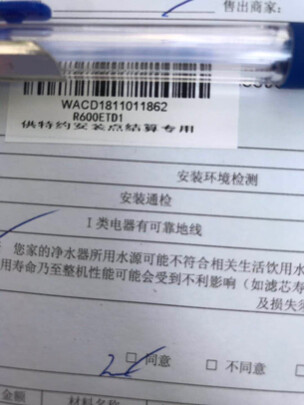 售出商家：
WACD1811011862
R600ETD1
供特约安装点结算专用
安装环境检测
安装通检
I类电器有可靠地线
您家的净水器所用水源可能不符合相关生活饮用水
用寿命乃至整机性能可能会受到不利影响（如滤芯寿
及损失须
□ 同意 □ 不同意
金额 材料名称